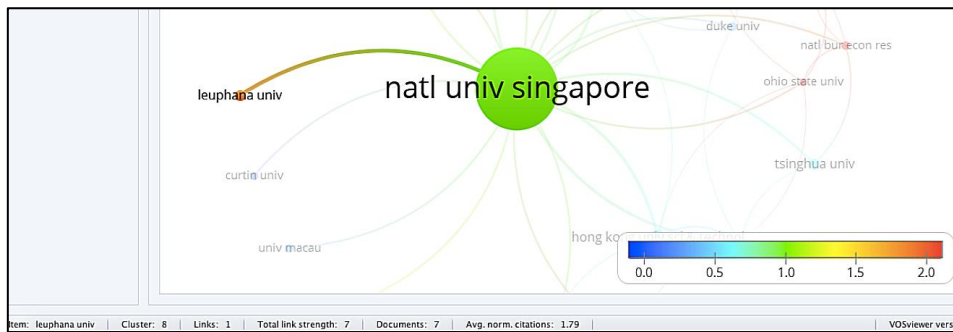 duke univ
natl bur econ res
ohio state univ
leuphana univ
natl univ singapore
tsinghua univ
curtin univ
univ macau
hong kong
0.0 0.5 1.0 1.5 2.0
Item: leuphana univ Cluster: 8 Links: 1 Total link strength: 7 Documents: 7 Avg. norm. citations: 1.79 VOSviewer vers